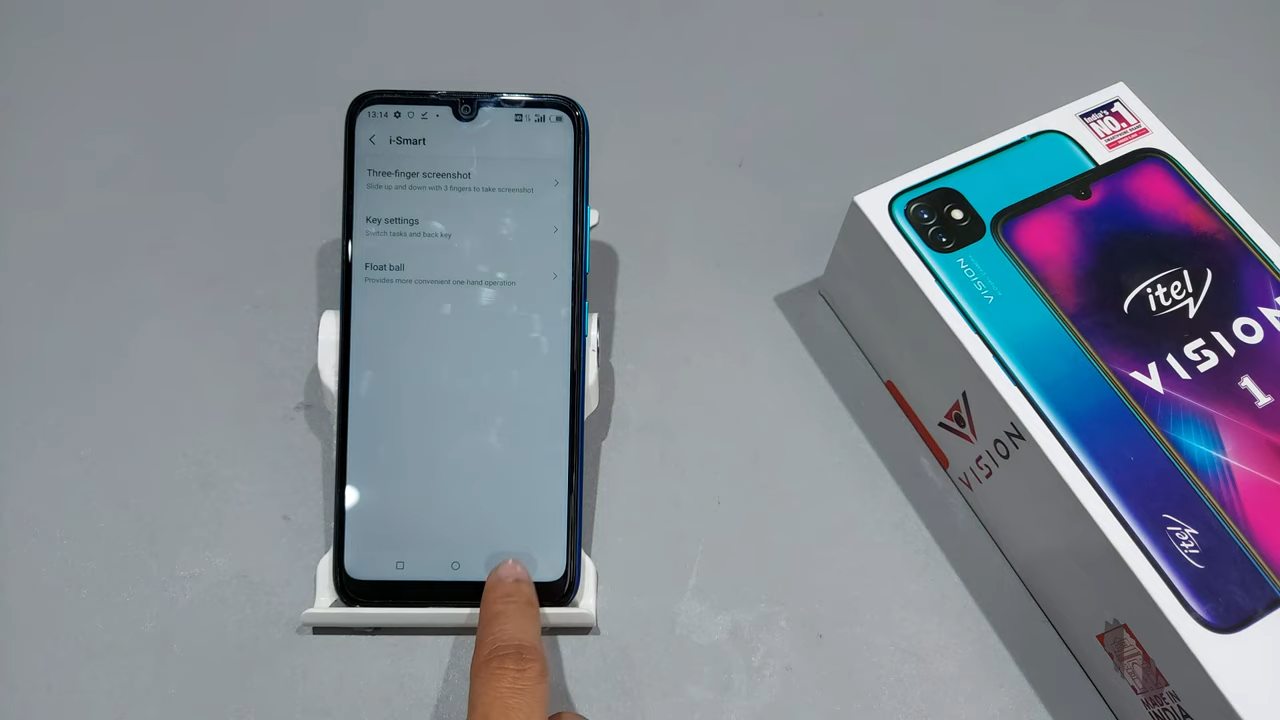 13:14
i-Smart
Three-finger screenshot
Slide up and down with 3 fingers to take screenshot
Key settings
Switch tasks and back key
Float ball
Provides more convenient one-hand operation
India's
NO.1
VISION
itel
VISION
1
VISION
itel
MADE IN
INDIA